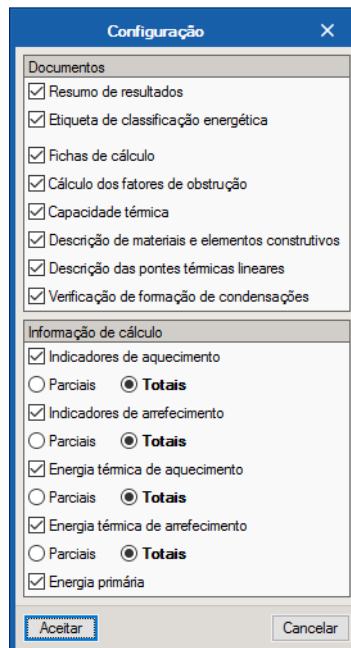 Configuração
Documentos
Resumo de resultados
Etiqueta de classificação energética
Fichas de cálculo
Cálculo dos fatores de obstrução
Capacidade térmica
Descrição de materiais e elementos construtivos
Descrição das pontes térmicas lineares
Verificação de formação de condensações
Informação de cálculo
Indicadores de aquecimento
Parciais Totais
Indicadores de arrefecimento
Parciais Totais
Energia térmica de aquecimento
Parciais Totais
Energia térmica de arrefecimento
Parciais Totais
Energia primária
Aceitar Cancelar